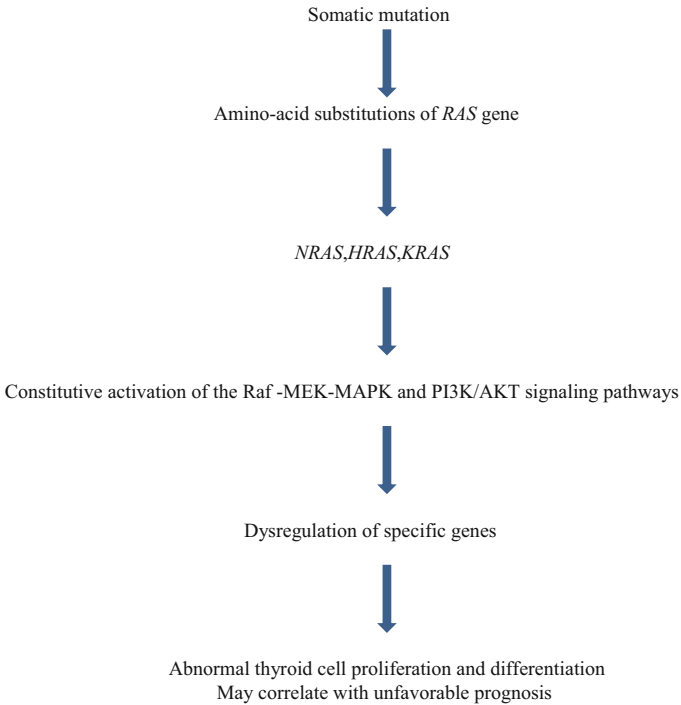 Somatic mutation
Amino-acid substitutions of RAS gene
NRAS,HRAS,KRAS
Constitutive activation of the Raf -MEK-MAPK and PI3K/AKT signaling pathways
Dysregulation of specific genes
Abnormal thyroid cell proliferation and differentiation
May correlate with unfavorable prognosis